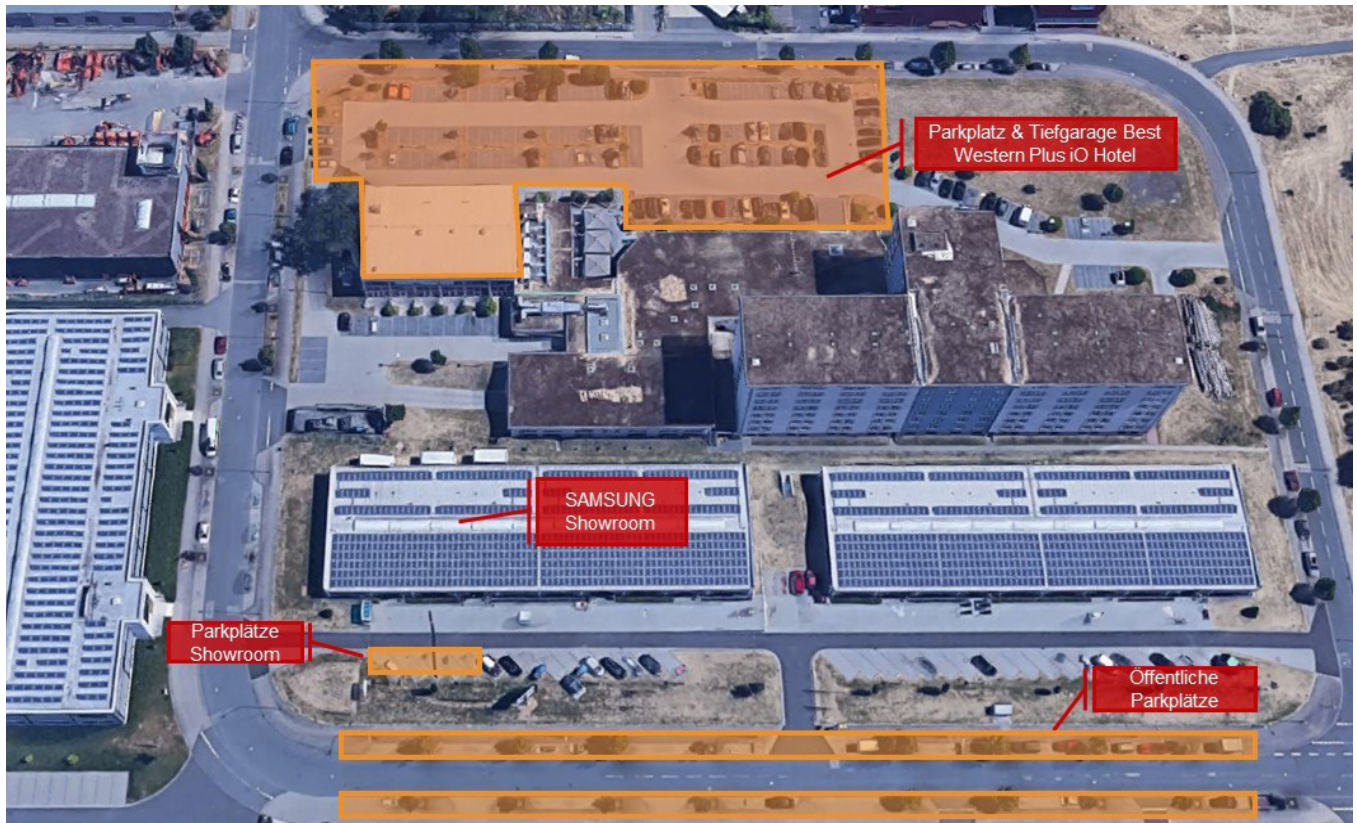 Parkplatz & Tiefgarage Best
Western Plus iO Hotel
SAMSUNG
Showroom
Parkplätze
Showroom
Öffentliche
Parkplätze